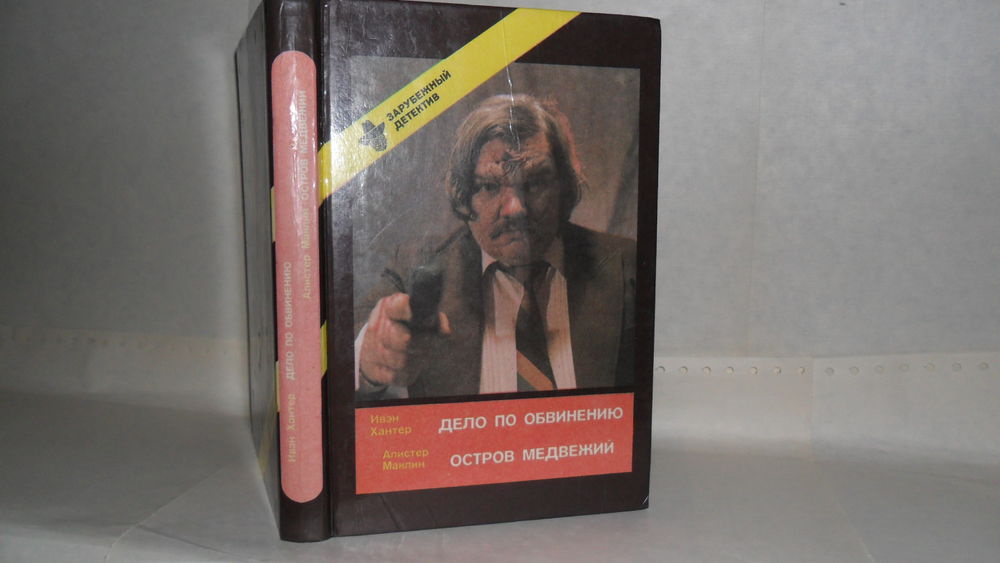 ЗАРУБЕЖНЫЙ
ДЕТЕКТИВ
Ивэн
Хантер
ДЕЛО ПО ОБВИНЕНИЮ
Алистер
Маклин
ОСТРОВ МЕДВЕЖИЙ
Ивэн Хантер ДЕЛО ПО ОБВИНЕНИЮ
Алистер Маклин ОСТРОВ МЕДВЕЖИЙ